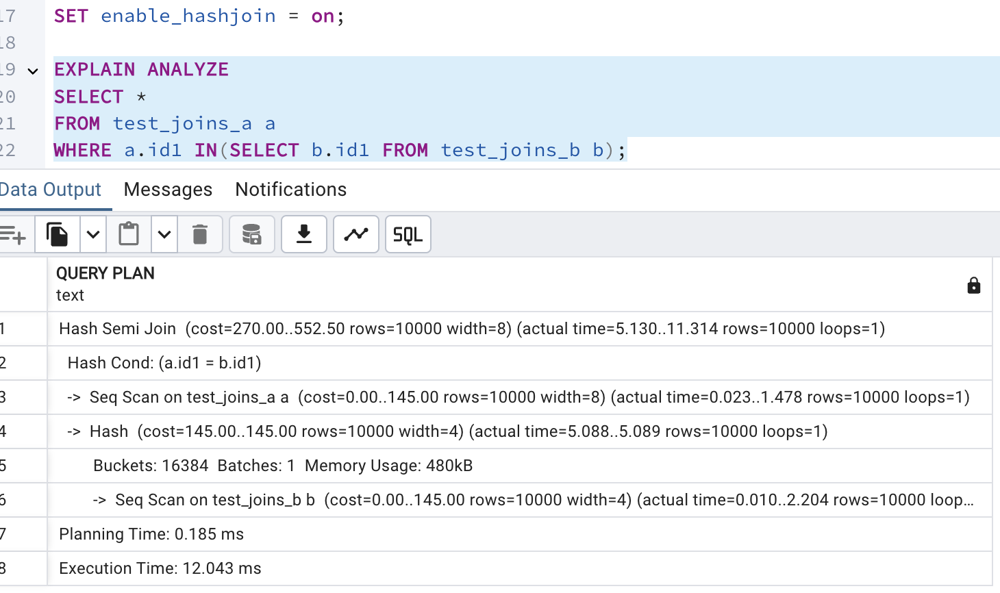 17 SET enable_hashjoin = on;
18
19 EXPLAIN ANALYZE
20 SELECT *
21 FROM test_joins_a a
22 WHERE a.id1 IN(SELECT b.id1 FROM test_joins_b b);
Data Output Messages Notifications
SQL
QUERY PLAN
text
1 Hash Semi Join (cost=270.00..552.50 rows=10000 width=8) (actual time=5.130..11.314 rows=10000 loops=1)
2 Hash Cond: (a.id1 = b.id1)
3 -> Seq Scan on test_joins_a a (cost=0.00..145.00 rows=10000 width=8) (actual time=0.023..1.478 rows=10000 loops=1)
4 -> Hash (cost=145.00..145.00 rows=10000 width=4) (actual time=5.088..5.089 rows=10000 loops=1)
5 Buckets: 16384 Batches: 1 Memory Usage: 480kB
6 -> Seq Scan on test_joins_b b (cost=0.00..145.00 rows=10000 width=4) (actual time=0.010..2.204 rows=10000 loop…
7 Planning Time: 0.185 ms
8 Execution Time: 12.043 ms